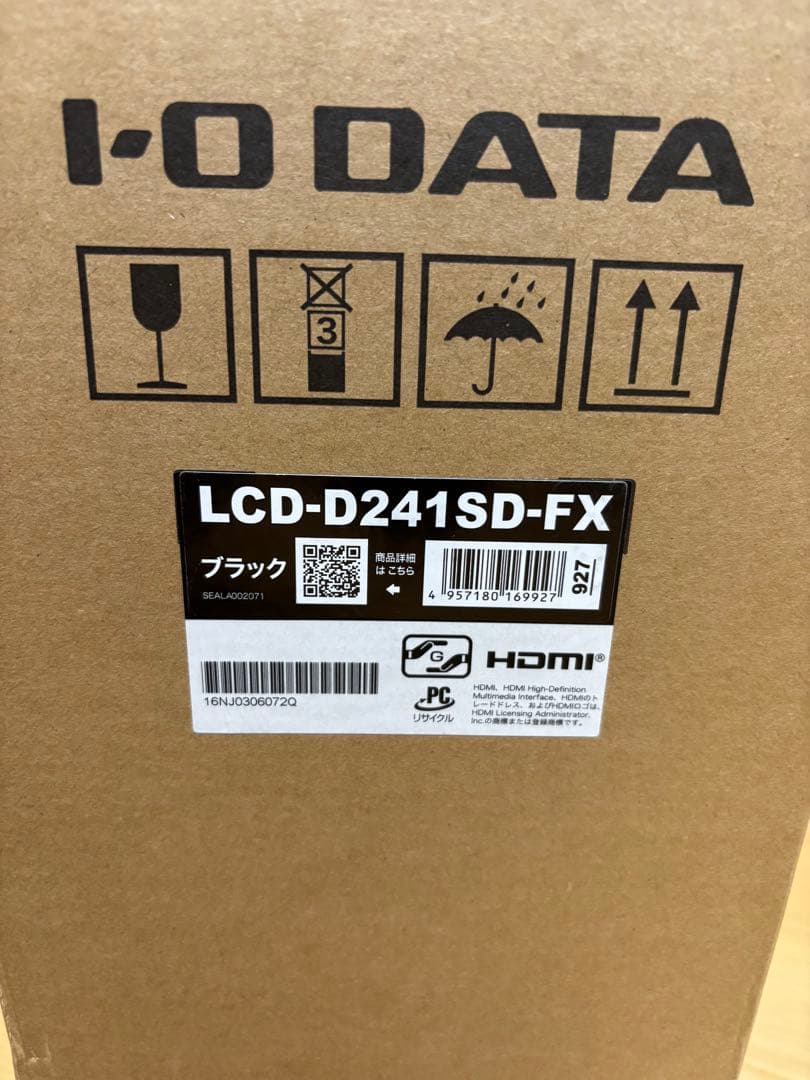 I-O DATA
3
LCD-D241SD-FX
ブラック
商品詳細
は こちら
SEALA002071
4 957180 169927
927
16NJ0306072Q
G
HDMI®
PC
リサイクル
HDMI、HDMI High-Definition
Multimedia Interface、HDMIのト
レードドレス、およびHDMIロゴは、
HDMI Licensing Administrator,
Inc.の商標または登録商標です。